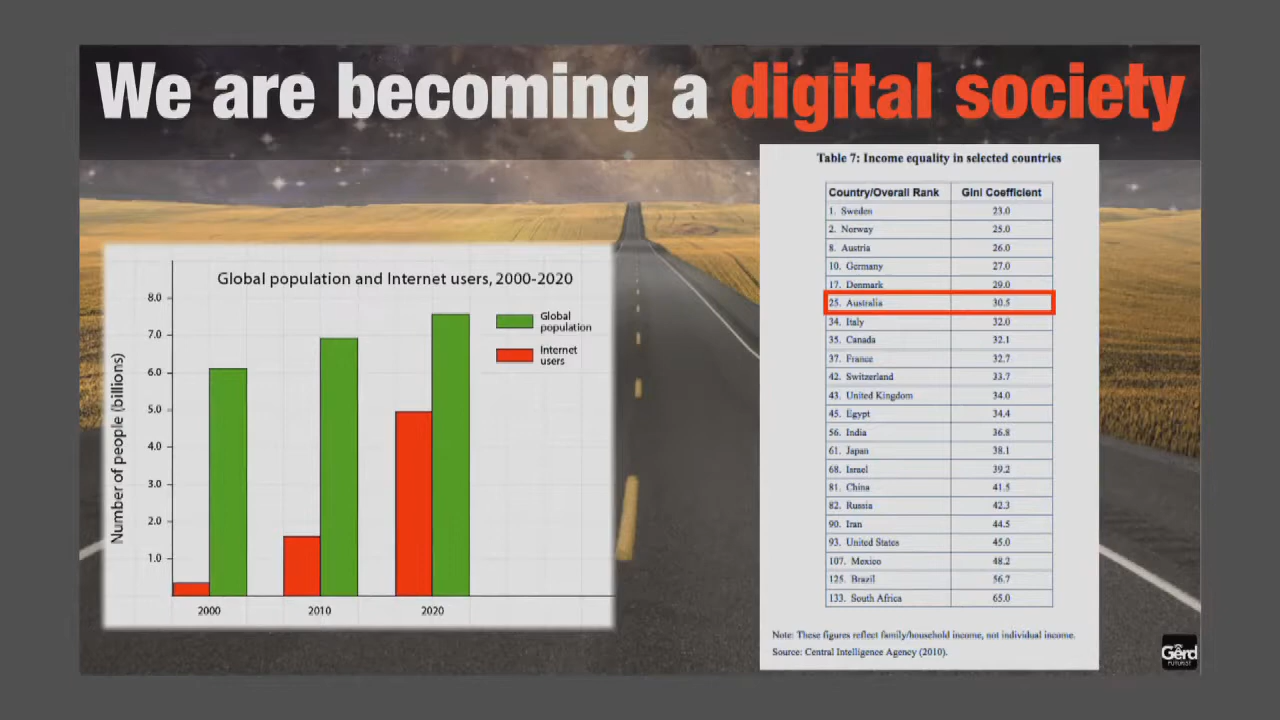 We are becoming a digital society
Global population and Internet users, 2000-2020
Number of people (billions)
8.0
7.0
6.0
5.0
4.0
3.0
2.0
1.0
2000 2010 2020
Global
population
Internet
users
Table 7: Income equality in selected countries
Country/Overall Rank Gini Coefficient
1. Sweden 23.0
2. Norway 25.0
8. Austria 26.0
10. Germany 27.0
17. Denmark 29.0
25. Australia 30.5
34. Italy 32.0
35. Canada 32.1
37. France 32.7
42. Switzerland 33.7
43. United Kingdom 34.0
45. Egypt 34.4
56. India 36.8
61. Japan 38.1
68. Israel 39.2
81. China 41.5
82. Russia 42.3
90. Iran 44.5
93. United States 45.0
107. Mexico 48.2
125. Brazil 56.7
133. South Africa 65.0
Note: These figures reflect family/household income, not individual income.
Source: Central Intelligence Agency (2010).
Gerd
FUTURIST